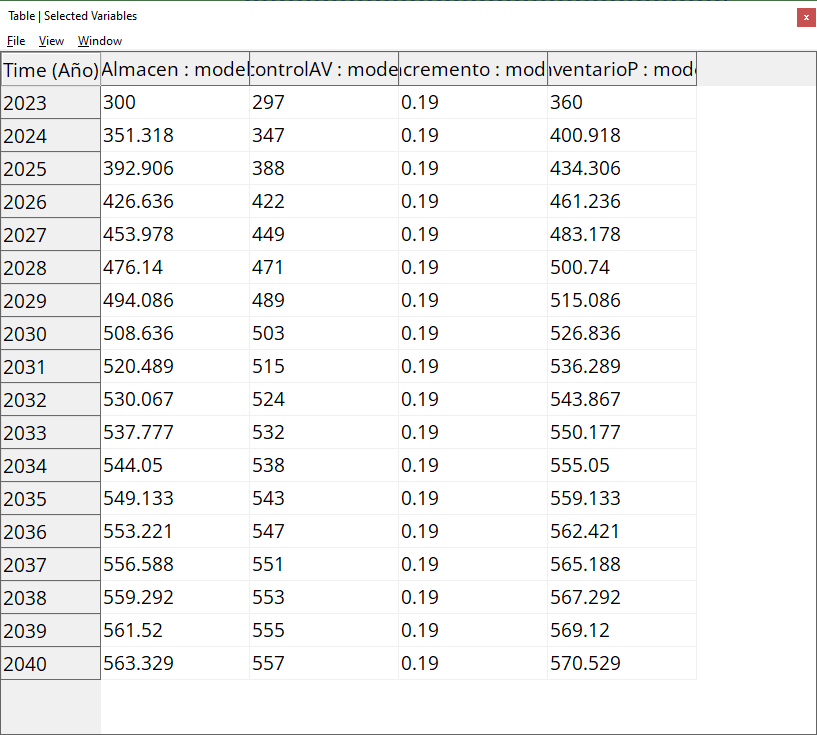 Table | Selected Variables
x
File View Window
Time (Año) Almacen : model controlAV : mode cremento : mod nventarioP : mod
2023 300 297 0.19 360
2024 351.318 347 0.19 400.918
2025 392.906 388 0.19 434.306
2026 426.636 422 0.19 461.236
2027 453.978 449 0.19 483.178
2028 476.14 471 0.19 500.74
2029 494.086 489 0.19 515.086
2030 508.636 503 0.19 526.836
2031 520.489 515 0.19 536.289
2032 530.067 524 0.19 543.867
2033 537.777 532 0.19 550.177
2034 544.05 538 0.19 555.05
2035 549.133 543 0.19 559.133
2036 553.221 547 0.19 562.421
2037 556.588 551 0.19 565.188
2038 559.292 553 0.19 567.292
2039 561.52 555 0.19 569.12
2040 563.329 557 0.19 570.529